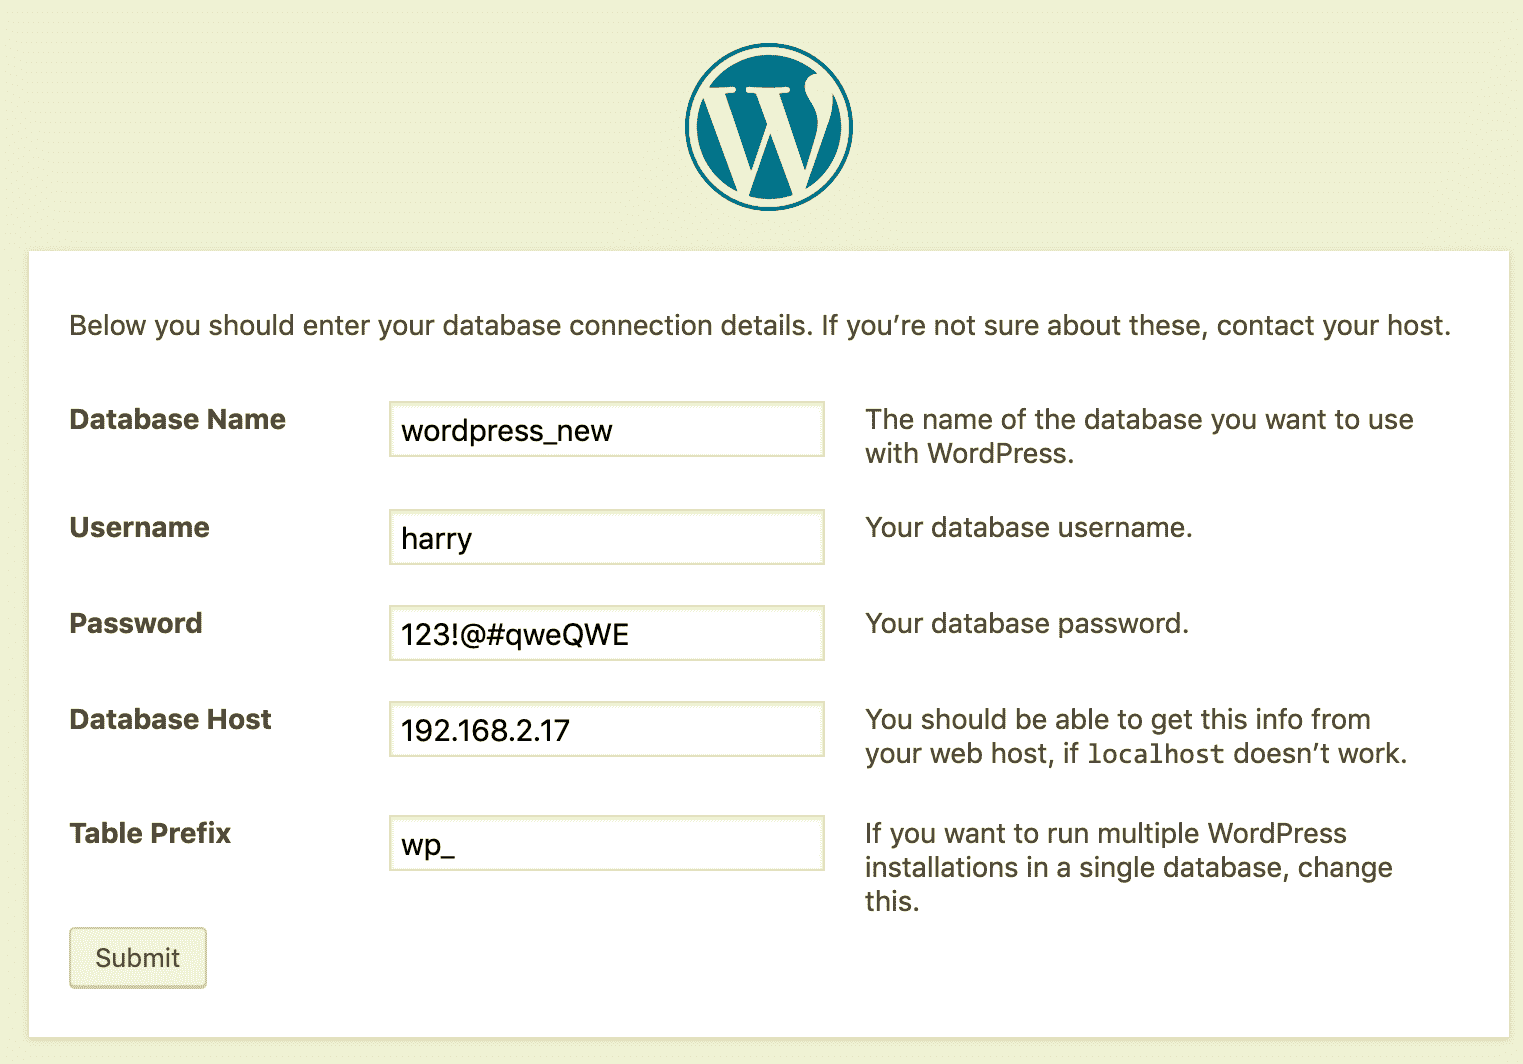 Below you should enter your database connection details. If you’re not sure about these, contact your host.
Database Name
wordpress_new
The name of the database you want to use
with WordPress.
Username
harry
Your database username.
Password
123!@#qweQWE
Your database password.
Database Host
192.168.2.17
You should be able to get this info from
your web host, if localhost doesn’t work.
Table Prefix
wp_
If you want to run multiple WordPress
installations in a single database, change
this.
Submit